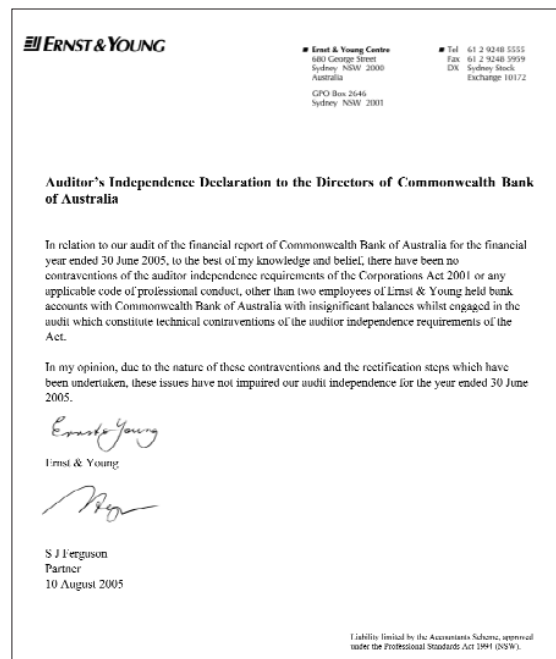 ERNST & YOUNG
Ernst & Young Centre
680 George Street
Sydney NSW 2000
Australia
GPO Box 2646
Sydney NSW 2001
Tel 61 2 9248 5555
Fax 61 2 9248 5959
DX Sydney Stock
Exchange 10172
Auditor's Independence Declaration to the Directors of Commonwealth Bank
of Australia
In relation to our audit of the financial report of Commonwealth Bank of Australia for the financial
year ended 30 June 2005, to the best of my knowledge and belief, there have been no
contraventions of the auditor independence requirements of the Corporations Act 2001 or any
applicable code of professional conduct, other than two employees of Ernst & Young held bank
accounts with Commonwealth Bank of Australia with insignificant balances whilst engaged in the
audit which constitute technical contraventions of the auditor independence requirements of the
Act.
In my opinion, due to the nature of these contraventions and the rectification steps which have
been undertaken, these issues have not impaired our audit independence for the year ended 30 June
2005.
Ernst & Young
Ernst & Young
S J Ferguson
Partner
10 August 2005
Liability limited by the Accountants Scheme, approved
under the Professional Standards Act 1994 (NSW).